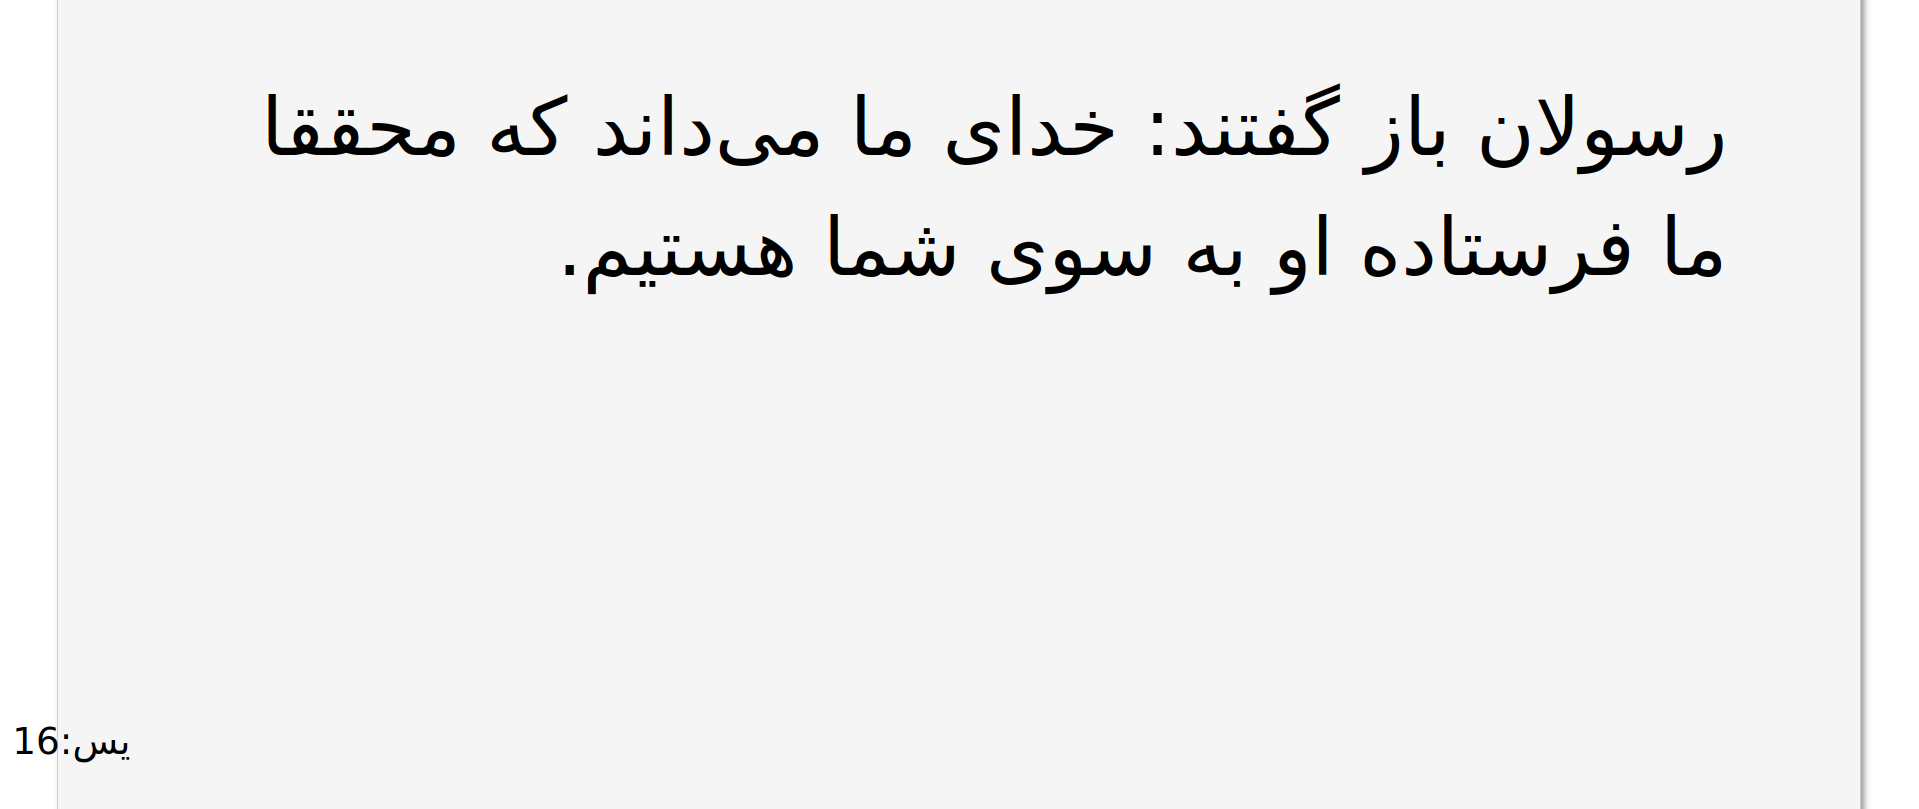 رسولان باز گفتند: خدای ما می‌داند که محققا
ما فرستاده او به سوی شما هستیم.
یس:16